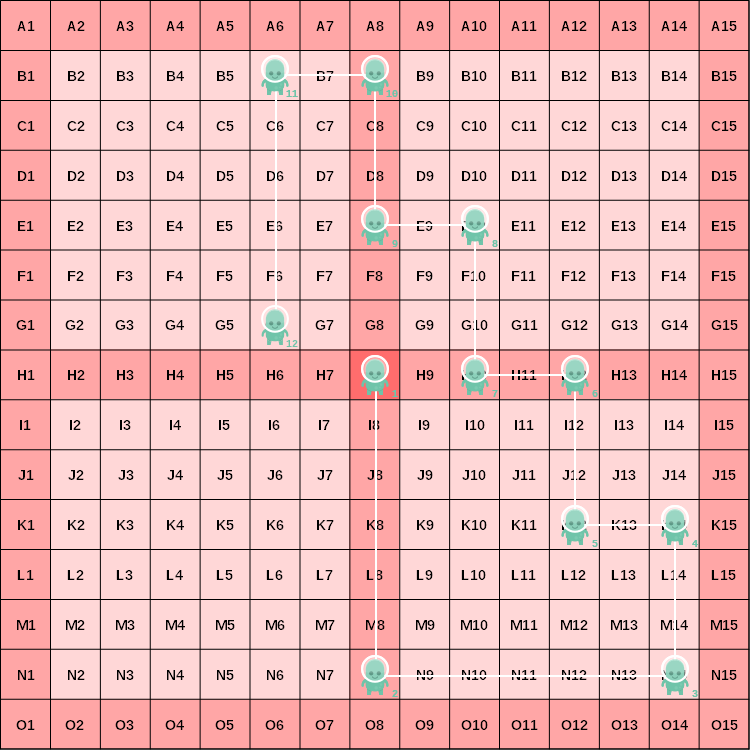 A1 A2 A3 A4 A5 A6 A7 A8 A9 A10 A11 A12 A13 A14 A15
B1 B2 B3 B4 B5 B7 B9 B10 B11 B12 B13 B14 B15
11 10
C1 C2 C3 C4 C5 C6 C7 C8 C9 C10 C11 C12 C13 C14 C15
D1 D2 D3 D4 D5 D6 D7 D8 D9 D10 D11 D12 D13 D14 D15
E1 E2 E3 E4 E5 E6 E7 E9 E11 E12 E13 E14 E15
9 8
F1 F2 F3 F4 F5 F6 F7 F8 F9 F10 F11 F12 F13 F14 F15
G1 G2 G3 G4 G5 G7 G8 G9 G10 G11 G12 G13 G14 G15
12
H1 H2 H3 H4 H5 H6 H7 H9 H11 H13 H14 H15
1 7 6
I1 I2 I3 I4 I5 I6 I7 I8 I9 I10 I11 I12 I13 I14 I15
J1 J2 J3 J4 J5 J6 J7 J8 J9 J10 J11 J12 J13 J14 J15
K1 K2 K3 K4 K5 K6 K7 K8 K9 K10 K11 K13 K15
5 4
L1 L2 L3 L4 L5 L6 L7 L8 L9 L10 L11 L12 L13 L14 L15
M1 M2 M3 M4 M5 M6 M7 M8 M9 M10 M11 M12 M13 M14 M15
N1 N2 N3 N4 N5 N6 N7 N9 N10 N11 N12 N13 N15
2 3
O1 O2 O3 O4 O5 O6 O7 O8 O9 O10 O11 O12 O13 O14 O15